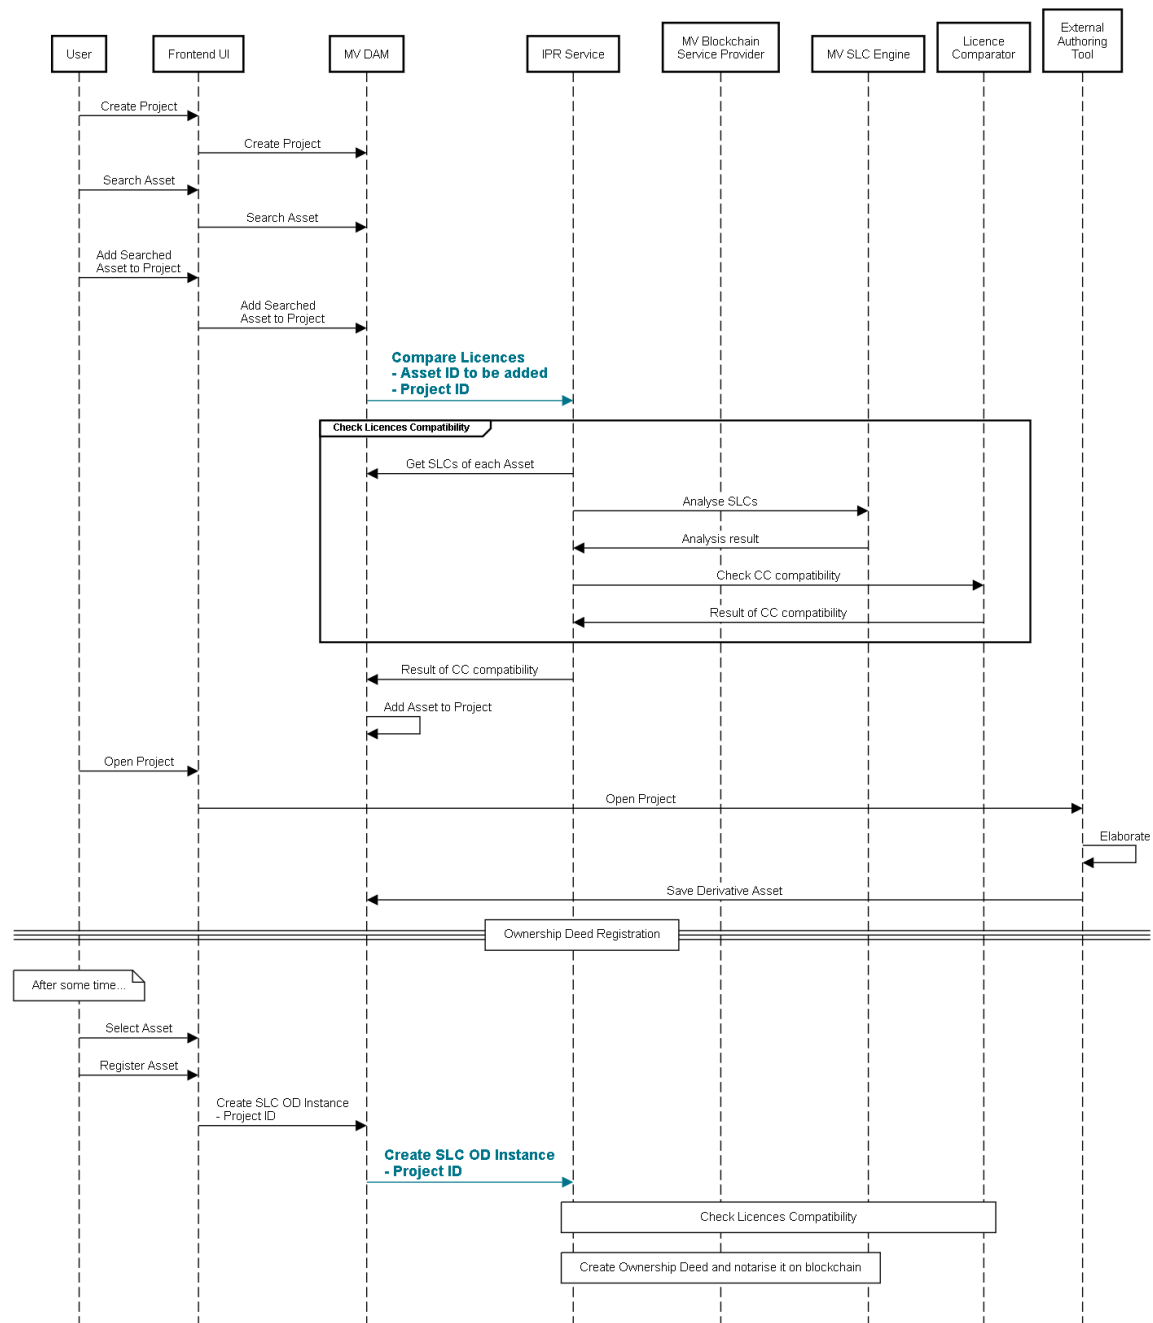 User
Frontend UI
MV DAM
IPR Service
MV Blockchain
Service Provider
MV SLC Engine
Licence
Comparator
External
Authoring
Tool
Create Project
Create Project
Search Asset
Search Asset
Add Searched
Asset to Project
Add Searched
Asset to Project
Compare Licences
- Asset ID to be added
- Project ID
Check Licences Compatibility
Get SLCs of each Asset
Analyse SLCs
Analysis result
Check CC compatibility
Result of CC compatibility
Result of CC compatibility
Add Asset to Project
Open Project
Open Project
Elaborate
Save Derivative Asset
Ownership Deed Registration
After some time...
Select Asset
Register Asset
Create SLC OD Instance
- Project ID
Create SLC OD Instance
- Project ID
Check Licences Compatibility
Create Ownership Deed and notarise it on blockchain